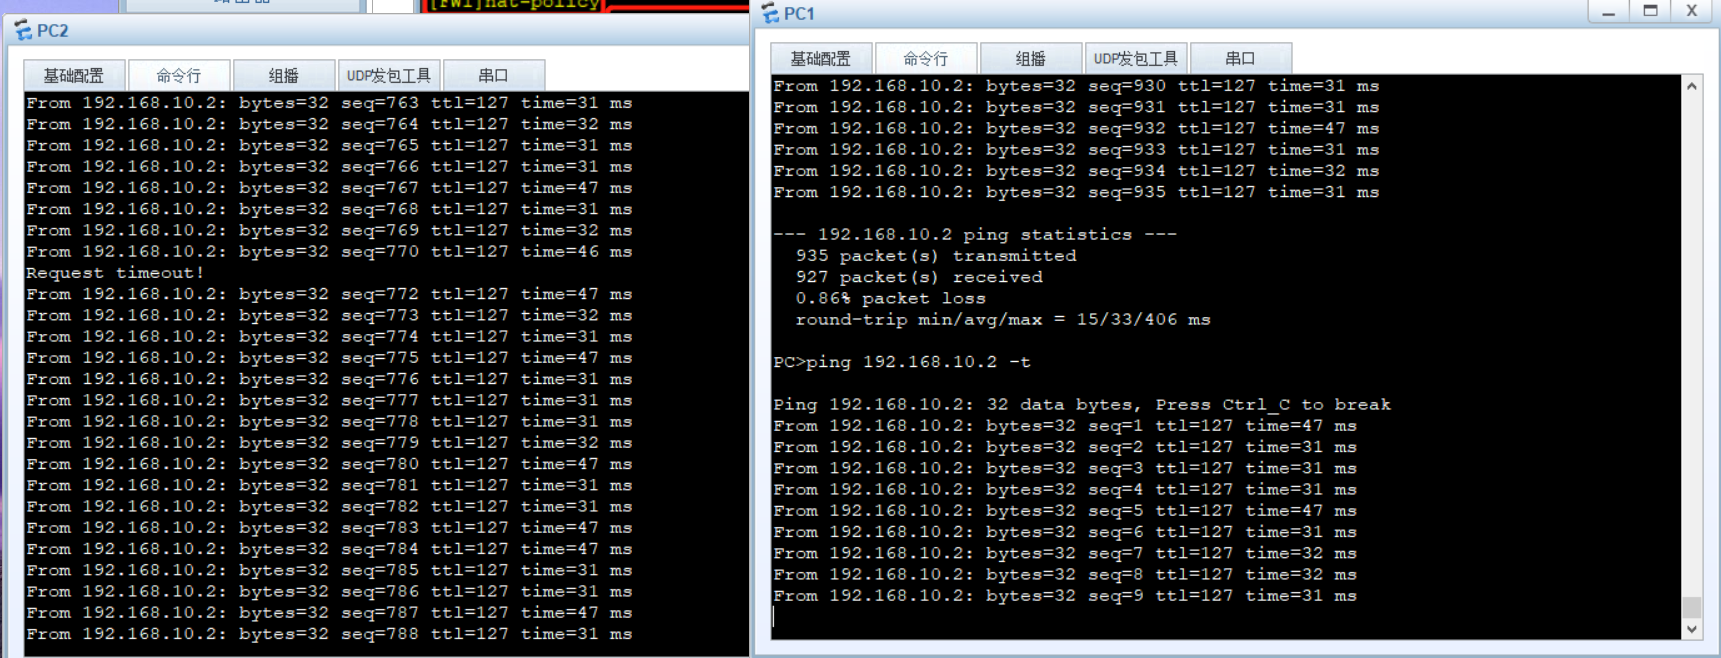 路由器
[FW1]nat-policy
PC2
基础配置 命令行 组播 UDP发包工具 串口
From 192.168.10.2: bytes=32 seq=763 ttl=127 time=31 ms
From 192.168.10.2: bytes=32 seq=764 ttl=127 time=32 ms
From 192.168.10.2: bytes=32 seq=765 ttl=127 time=31 ms
From 192.168.10.2: bytes=32 seq=766 ttl=127 time=31 ms
From 192.168.10.2: bytes=32 seq=767 ttl=127 time=47 ms
From 192.168.10.2: bytes=32 seq=768 ttl=127 time=31 ms
From 192.168.10.2: bytes=32 seq=769 ttl=127 time=32 ms
From 192.168.10.2: bytes=32 seq=770 ttl=127 time=46 ms
Request timeout!
From 192.168.10.2: bytes=32 seq=772 ttl=127 time=47 ms
From 192.168.10.2: bytes=32 seq=773 ttl=127 time=32 ms
From 192.168.10.2: bytes=32 seq=774 ttl=127 time=31 ms
From 192.168.10.2: bytes=32 seq=775 ttl=127 time=47 ms
From 192.168.10.2: bytes=32 seq=776 ttl=127 time=31 ms
From 192.168.10.2: bytes=32 seq=777 ttl=127 time=31 ms
From 192.168.10.2: bytes=32 seq=778 ttl=127 time=31 ms
From 192.168.10.2: bytes=32 seq=779 ttl=127 time=32 ms
From 192.168.10.2: bytes=32 seq=780 ttl=127 time=47 ms
From 192.168.10.2: bytes=32 seq=781 ttl=127 time=31 ms
From 192.168.10.2: bytes=32 seq=782 ttl=127 time=31 ms
From 192.168.10.2: bytes=32 seq=783 ttl=127 time=47 ms
From 192.168.10.2: bytes=32 seq=784 ttl=127 time=47 ms
From 192.168.10.2: bytes=32 seq=785 ttl=127 time=31 ms
From 192.168.10.2: bytes=32 seq=786 ttl=127 time=31 ms
From 192.168.10.2: bytes=32 seq=787 ttl=127 time=47 ms
From 192.168.10.2: bytes=32 seq=788 ttl=127 time=31 ms
PC1
基础配置 命令行 组播 UDP发包工具 串口
From 192.168.10.2: bytes=32 seq=930 ttl=127 time=31 ms
From 192.168.10.2: bytes=32 seq=931 ttl=127 time=31 ms
From 192.168.10.2: bytes=32 seq=932 ttl=127 time=47 ms
From 192.168.10.2: bytes=32 seq=933 ttl=127 time=31 ms
From 192.168.10.2: bytes=32 seq=934 ttl=127 time=32 ms
From 192.168.10.2: bytes=32 seq=935 ttl=127 time=31 ms
--- 192.168.10.2 ping statistics ---
935 packet(s) transmitted
927 packet(s) received
0.86% packet loss
round-trip min/avg/max = 15/33/406 ms
PC>ping 192.168.10.2 -t
Ping 192.168.10.2: 32 data bytes, Press Ctrl_C to break
From 192.168.10.2: bytes=32 seq=1 ttl=127 time=47 ms
From 192.168.10.2: bytes=32 seq=2 ttl=127 time=31 ms
From 192.168.10.2: bytes=32 seq=3 ttl=127 time=31 ms
From 192.168.10.2: bytes=32 seq=4 ttl=127 time=31 ms
From 192.168.10.2: bytes=32 seq=5 ttl=127 time=47 ms
From 192.168.10.2: bytes=32 seq=6 ttl=127 time=31 ms
From 192.168.10.2: bytes=32 seq=7 ttl=127 time=32 ms
From 192.168.10.2: bytes=32 seq=8 ttl=127 time=32 ms
From 192.168.10.2: bytes=32 seq=9 ttl=127 time=31 ms